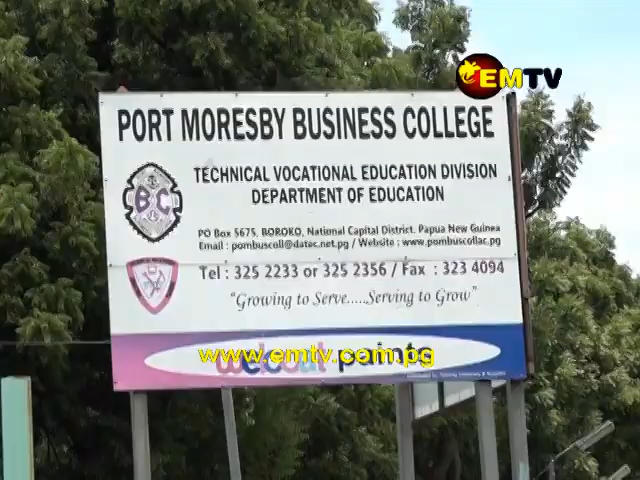 EMTV
PORT MORESBY BUSINESS COLLEGE
TECHNICAL VOCATIONAL EDUCATION DIVISION
DEPARTMENT OF EDUCATION
BC
PO Box 5675, BOROKO, National Capital District, Papua New Guinea
Email : pombuscoll@datec.net.pg / Website : www.pombuscollac.pg
Tel : 325 2233 or 325 2356 / Fax : 323 4094
“Growing to Serve.....Serving to Grow”
www.emtv.com.pg
paints